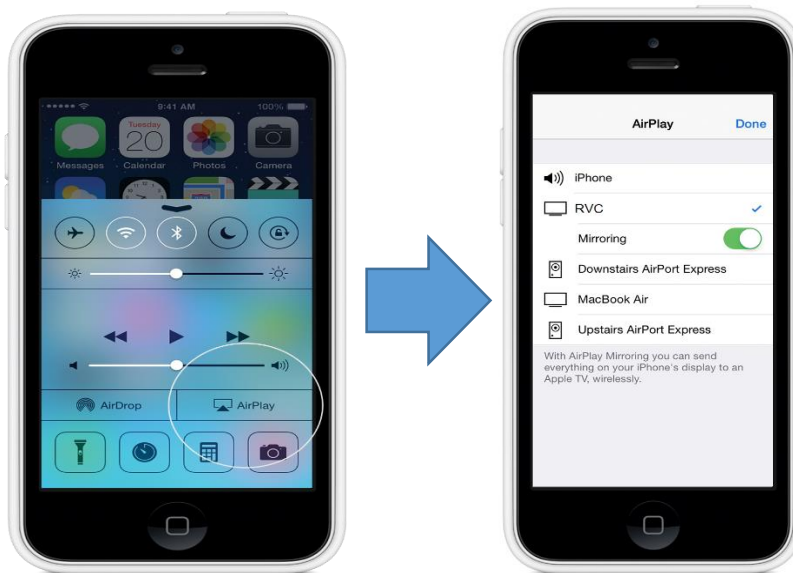 9:41 AM
100%
Tuesday
20
Messages
Calendar
Photos
Camera
AirDrop
AirPlay
AirPlay
Done
iPhone
RVC
Mirroring
Downstairs AirPort Express
MacBook Air
Upstairs AirPort Express
With AirPlay Mirroring you can send
everything on your iPhone's display to an
Apple TV, wirelessly.